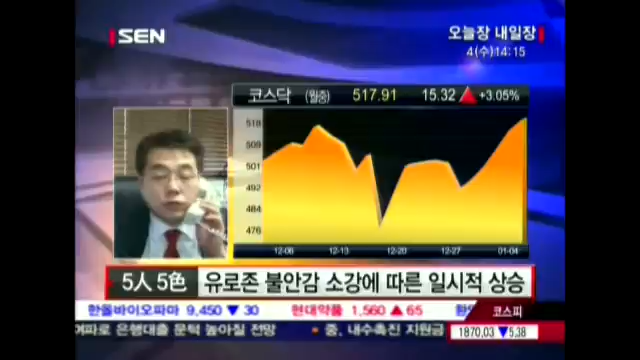 SEN
오늘장 내일장
4(수)14:15
코스닥 (월중) 517.91 15.32 ▲ +3.05%
518
509
501
492
484
476
12-06 12-13 12-20 12-27 01-04
5人 5色 유로존 불안감 소강에 따른 일시적 상승
한올바이오파마 9,450 ▼ 30 현대약품 1,560 ▲ 65
코스피
로 은행대출 문턱 높아질 전망 • 중, 내수촉진 지원금
1870.03 ▼5.38